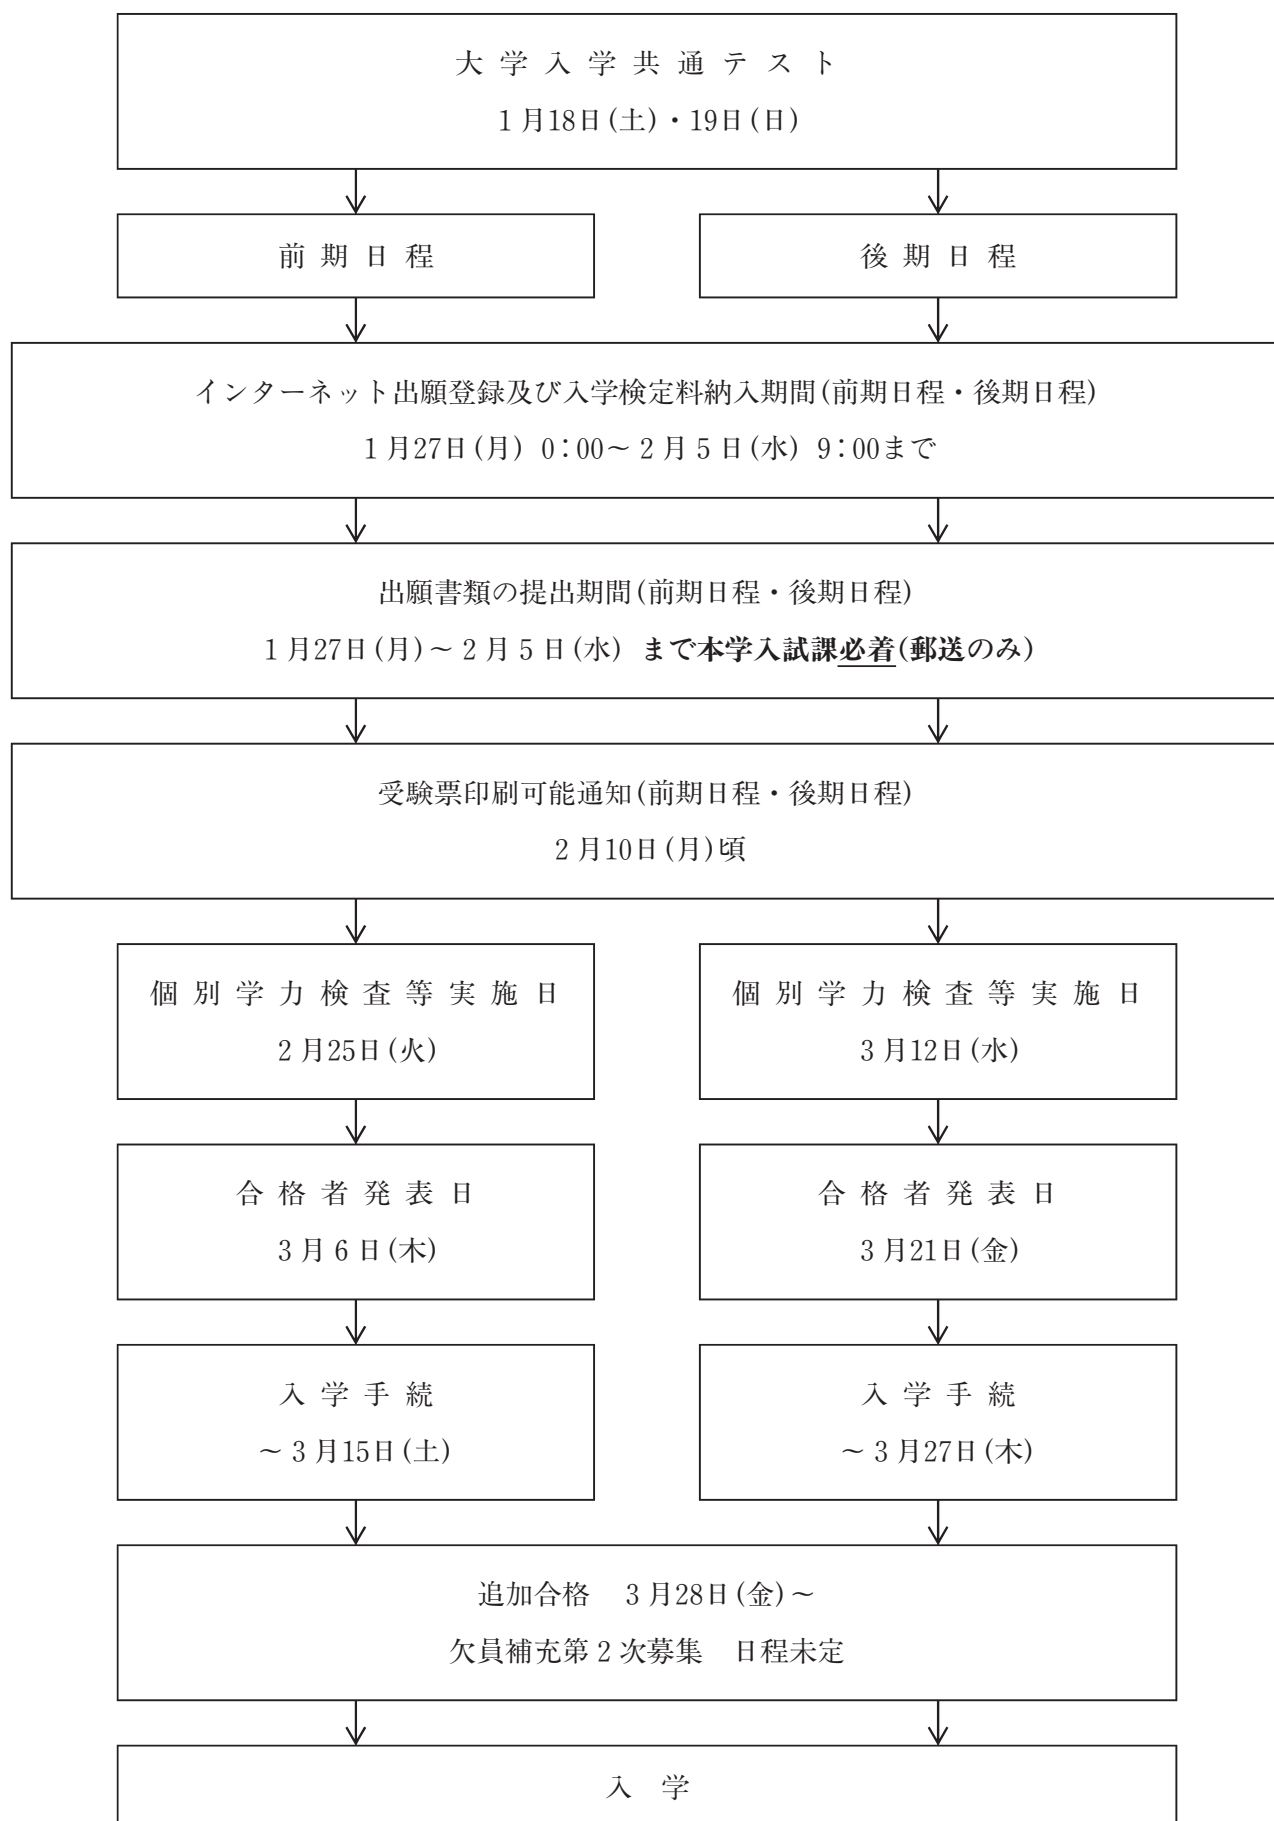 大学入学共通テスト
1月18日(土)・19日(日)
前期日程
後期日程
インターネット出願登録及び入学検定料納入期間(前期日程・後期日程)
1月27日(月) 0:00～2月5日(水) 9:00まで
出願書類の提出期間(前期日程・後期日程)
1月27日(月)～2月5日(水) まで本学入試課必着(郵送のみ)
受験票印刷可能通知(前期日程・後期日程)
2月10日(月)頃
個別学力検査等実施日
2月25日(火)
個別学力検査等実施日
3月12日(水)
合格者発表日
3月6日(木)
合格者発表日
3月21日(金)
入学手続
～3月15日(土)
入学手続
～3月27日(木)
追加合格　3月28日(金)～
欠員補充第2次募集　日程未定
入　学